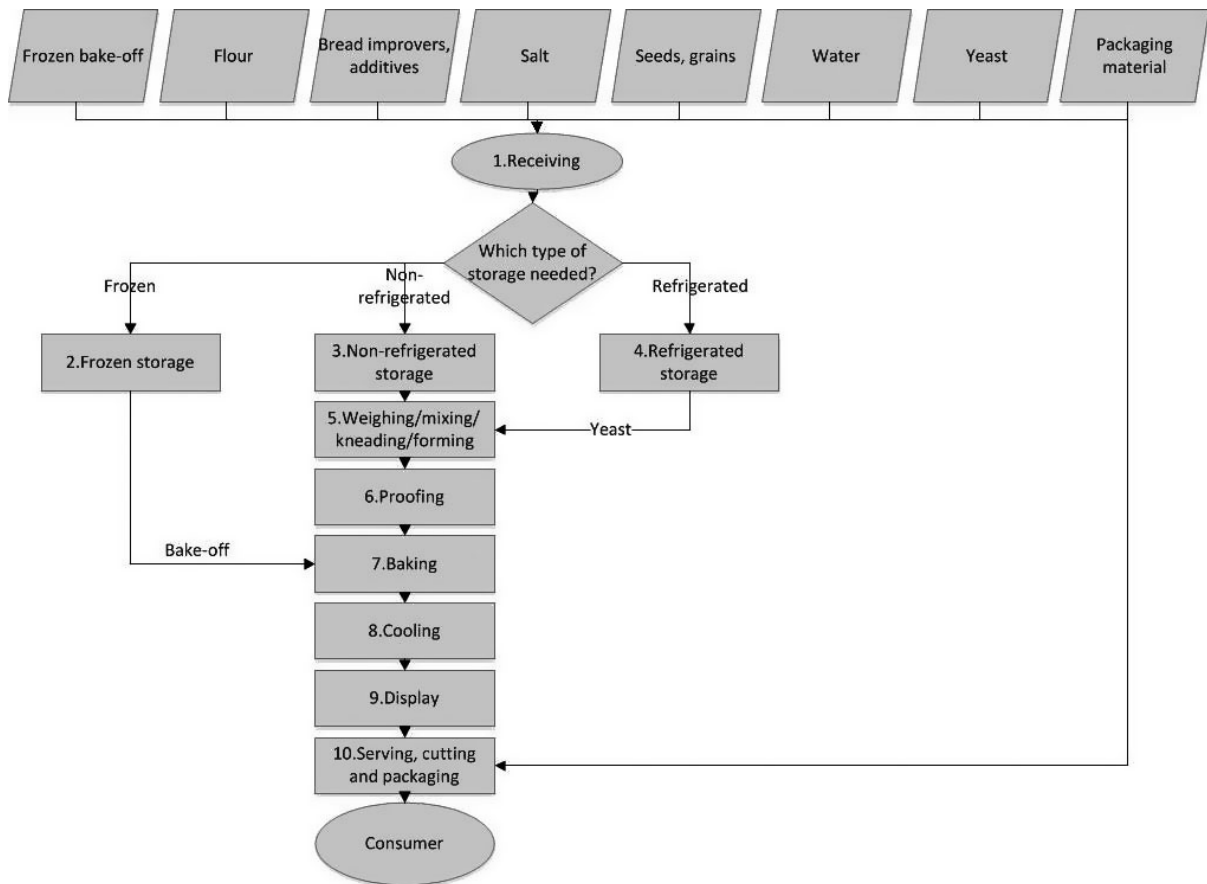 Frozen bake-off
Flour
Bread improvers,
additives
Salt
Seeds, grains
Water
Yeast
Packaging
material
1.Receiving
Which type of
storage needed?
Frozen
Non-
refrigerated
Refrigerated
2.Frozen storage
3.Non-refrigerated
storage
4.Refrigerated
storage
5.Weighing/mixing/
kneading/forming
Yeast
6.Proofing
Bake-off
7.Baking
8.Cooling
9.Display
10.Serving, cutting
and packaging
Consumer